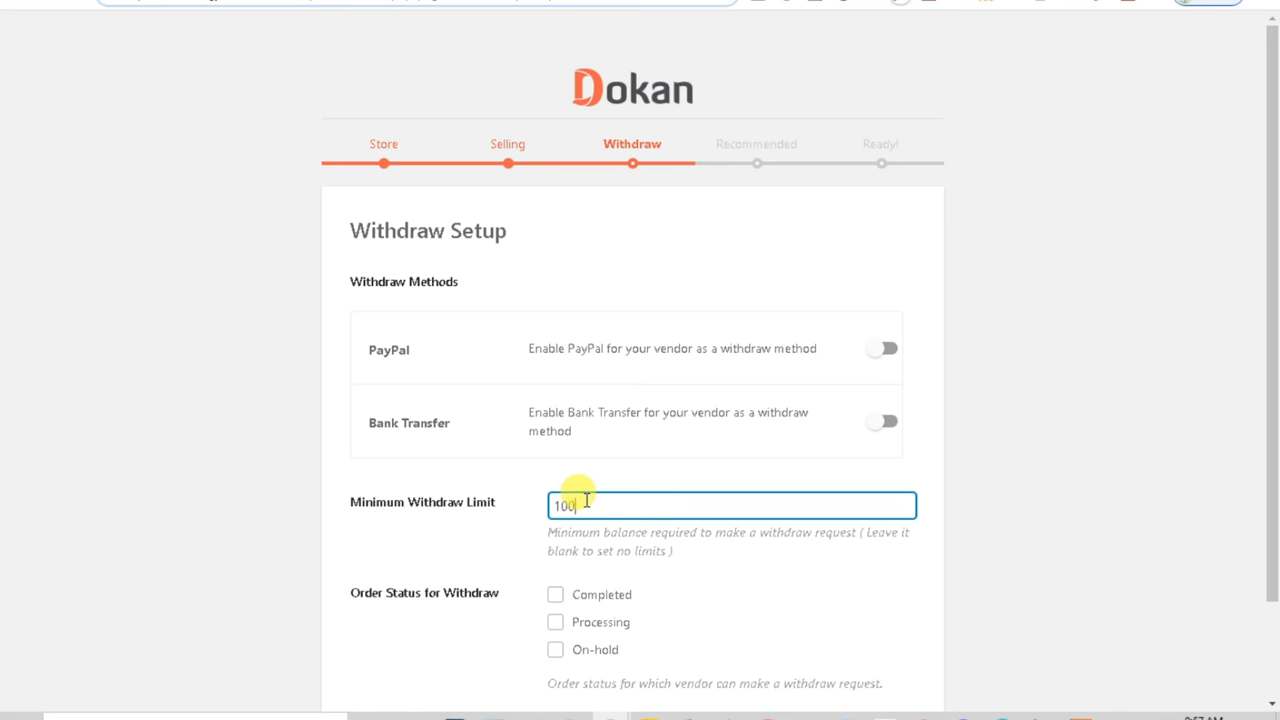 Dokan
Store
Selling
Withdraw
Recommended
Ready!
Withdraw Setup
Withdraw Methods
PayPal
Enable PayPal for your vendor as a withdraw method
Bank Transfer
Enable Bank Transfer for your vendor as a withdraw
method
Minimum Withdraw Limit
100
Minimum balance required to make a withdraw request ( Leave it
blank to set no limits )
Order Status for Withdraw
Completed
Processing
On-hold
Order status for which vendor can make a withdraw request.